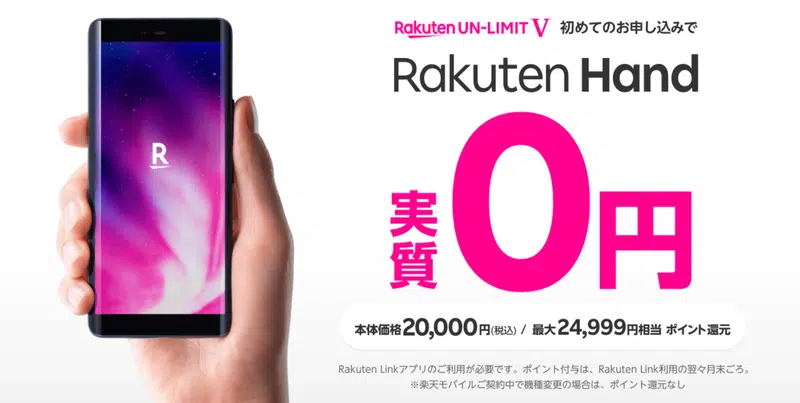 Rakuten UN-LIMIT V 初めてのお申し込みで
Rakuten Hand
実質0円
本体価格20,000円(税込) / 最大24,999円相当 ポイント還元
Rakuten Linkアプリのご利用が必要です。ポイント付与は、Rakuten Link利用の翌々月末ごろ。
※楽天モバイルご契約中で機種変更の場合は、ポイント還元なし
R